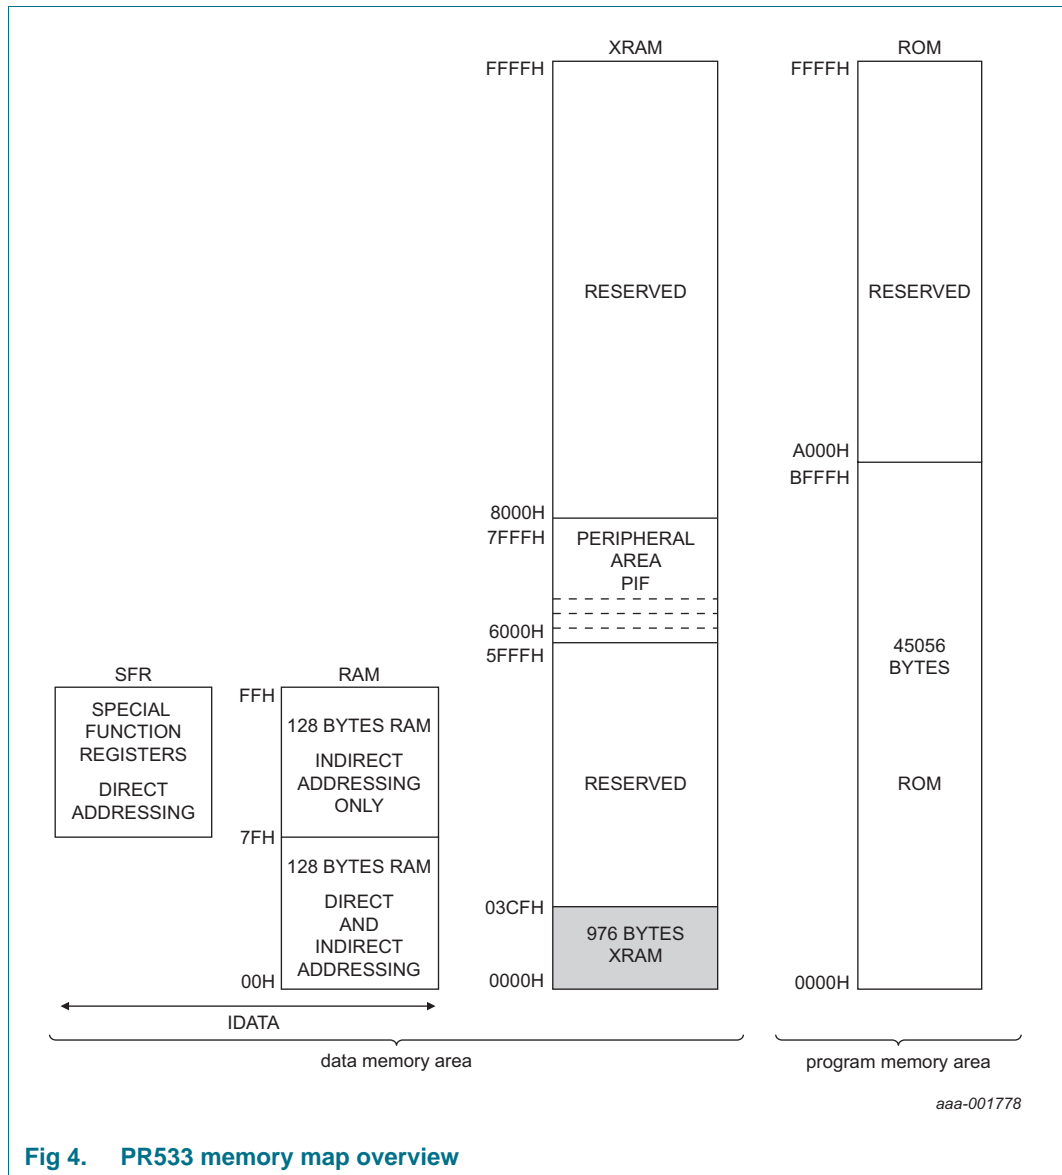 XRAM
FFFFH
RESERVED
8000H
7FFFH
PERIPHERAL
AREA
PIF
6000H
5FFFH
RESERVED
03CFH
976 BYTES
XRAM
0000H
ROM
FFFFH
RESERVED
A000H
BFFFH
45056
BYTES
ROM
0000H
SFR
SPECIAL
FUNCTION
REGISTERS
DIRECT
ADDRESSING
RAM
FFH
128 BYTES RAM
INDIRECT
ADDRESSING
ONLY
7FH
128 BYTES RAM
DIRECT
AND
INDIRECT
ADDRESSING
00H
IDATA
data memory area
program memory area
aaa-001778
Fig 4. PR533 memory map overview